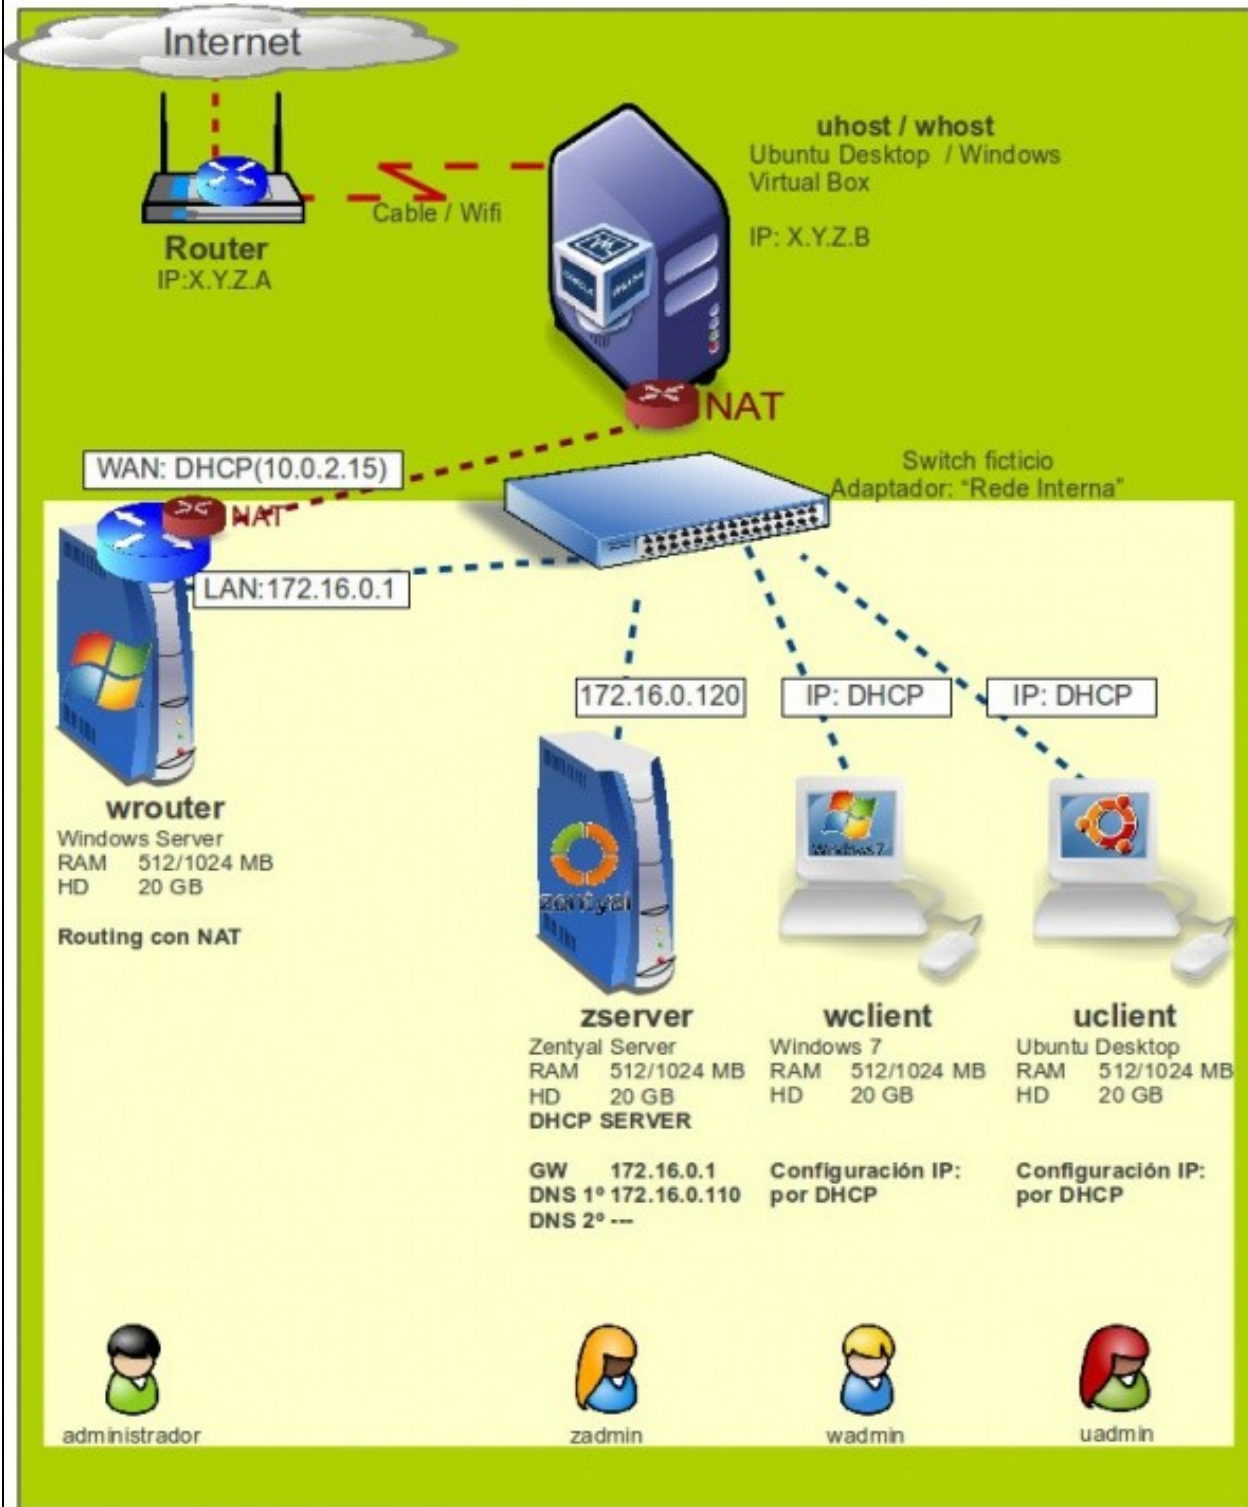 Internet
uhost / whost
Ubuntu Desktop / Windows
Virtual Box
IP: X.Y.Z.B
Cable / Wifi
Router
IP:X.Y.Z.A
NAT
WAN: DHCP(10.0.2.15)
Switch ficticio
Adaptador: “Rede Interna”
NAT
LAN:172.16.0.1
172.16.0.120
IP: DHCP
IP: DHCP
wrouter
Windows Server
RAM 512/1024 MB
HD 20 GB
Routing con NAT
Windows 7
zentyal
zserver
Zentyal Server
RAM 512/1024 MB
HD 20 GB
DHCP SERVER
GW 172.16.0.1
DNS 1º 172.16.0.110
DNS 2º ---
wclient
Windows 7
RAM 512/1024 MB
HD 20 GB
Configuración IP:
por DHCP
uclient
Ubuntu Desktop
RAM 512/1024 MB
HD 20 GB
Configuración IP:
por DHCP
administrador
zadmin
wadmin
uadmin